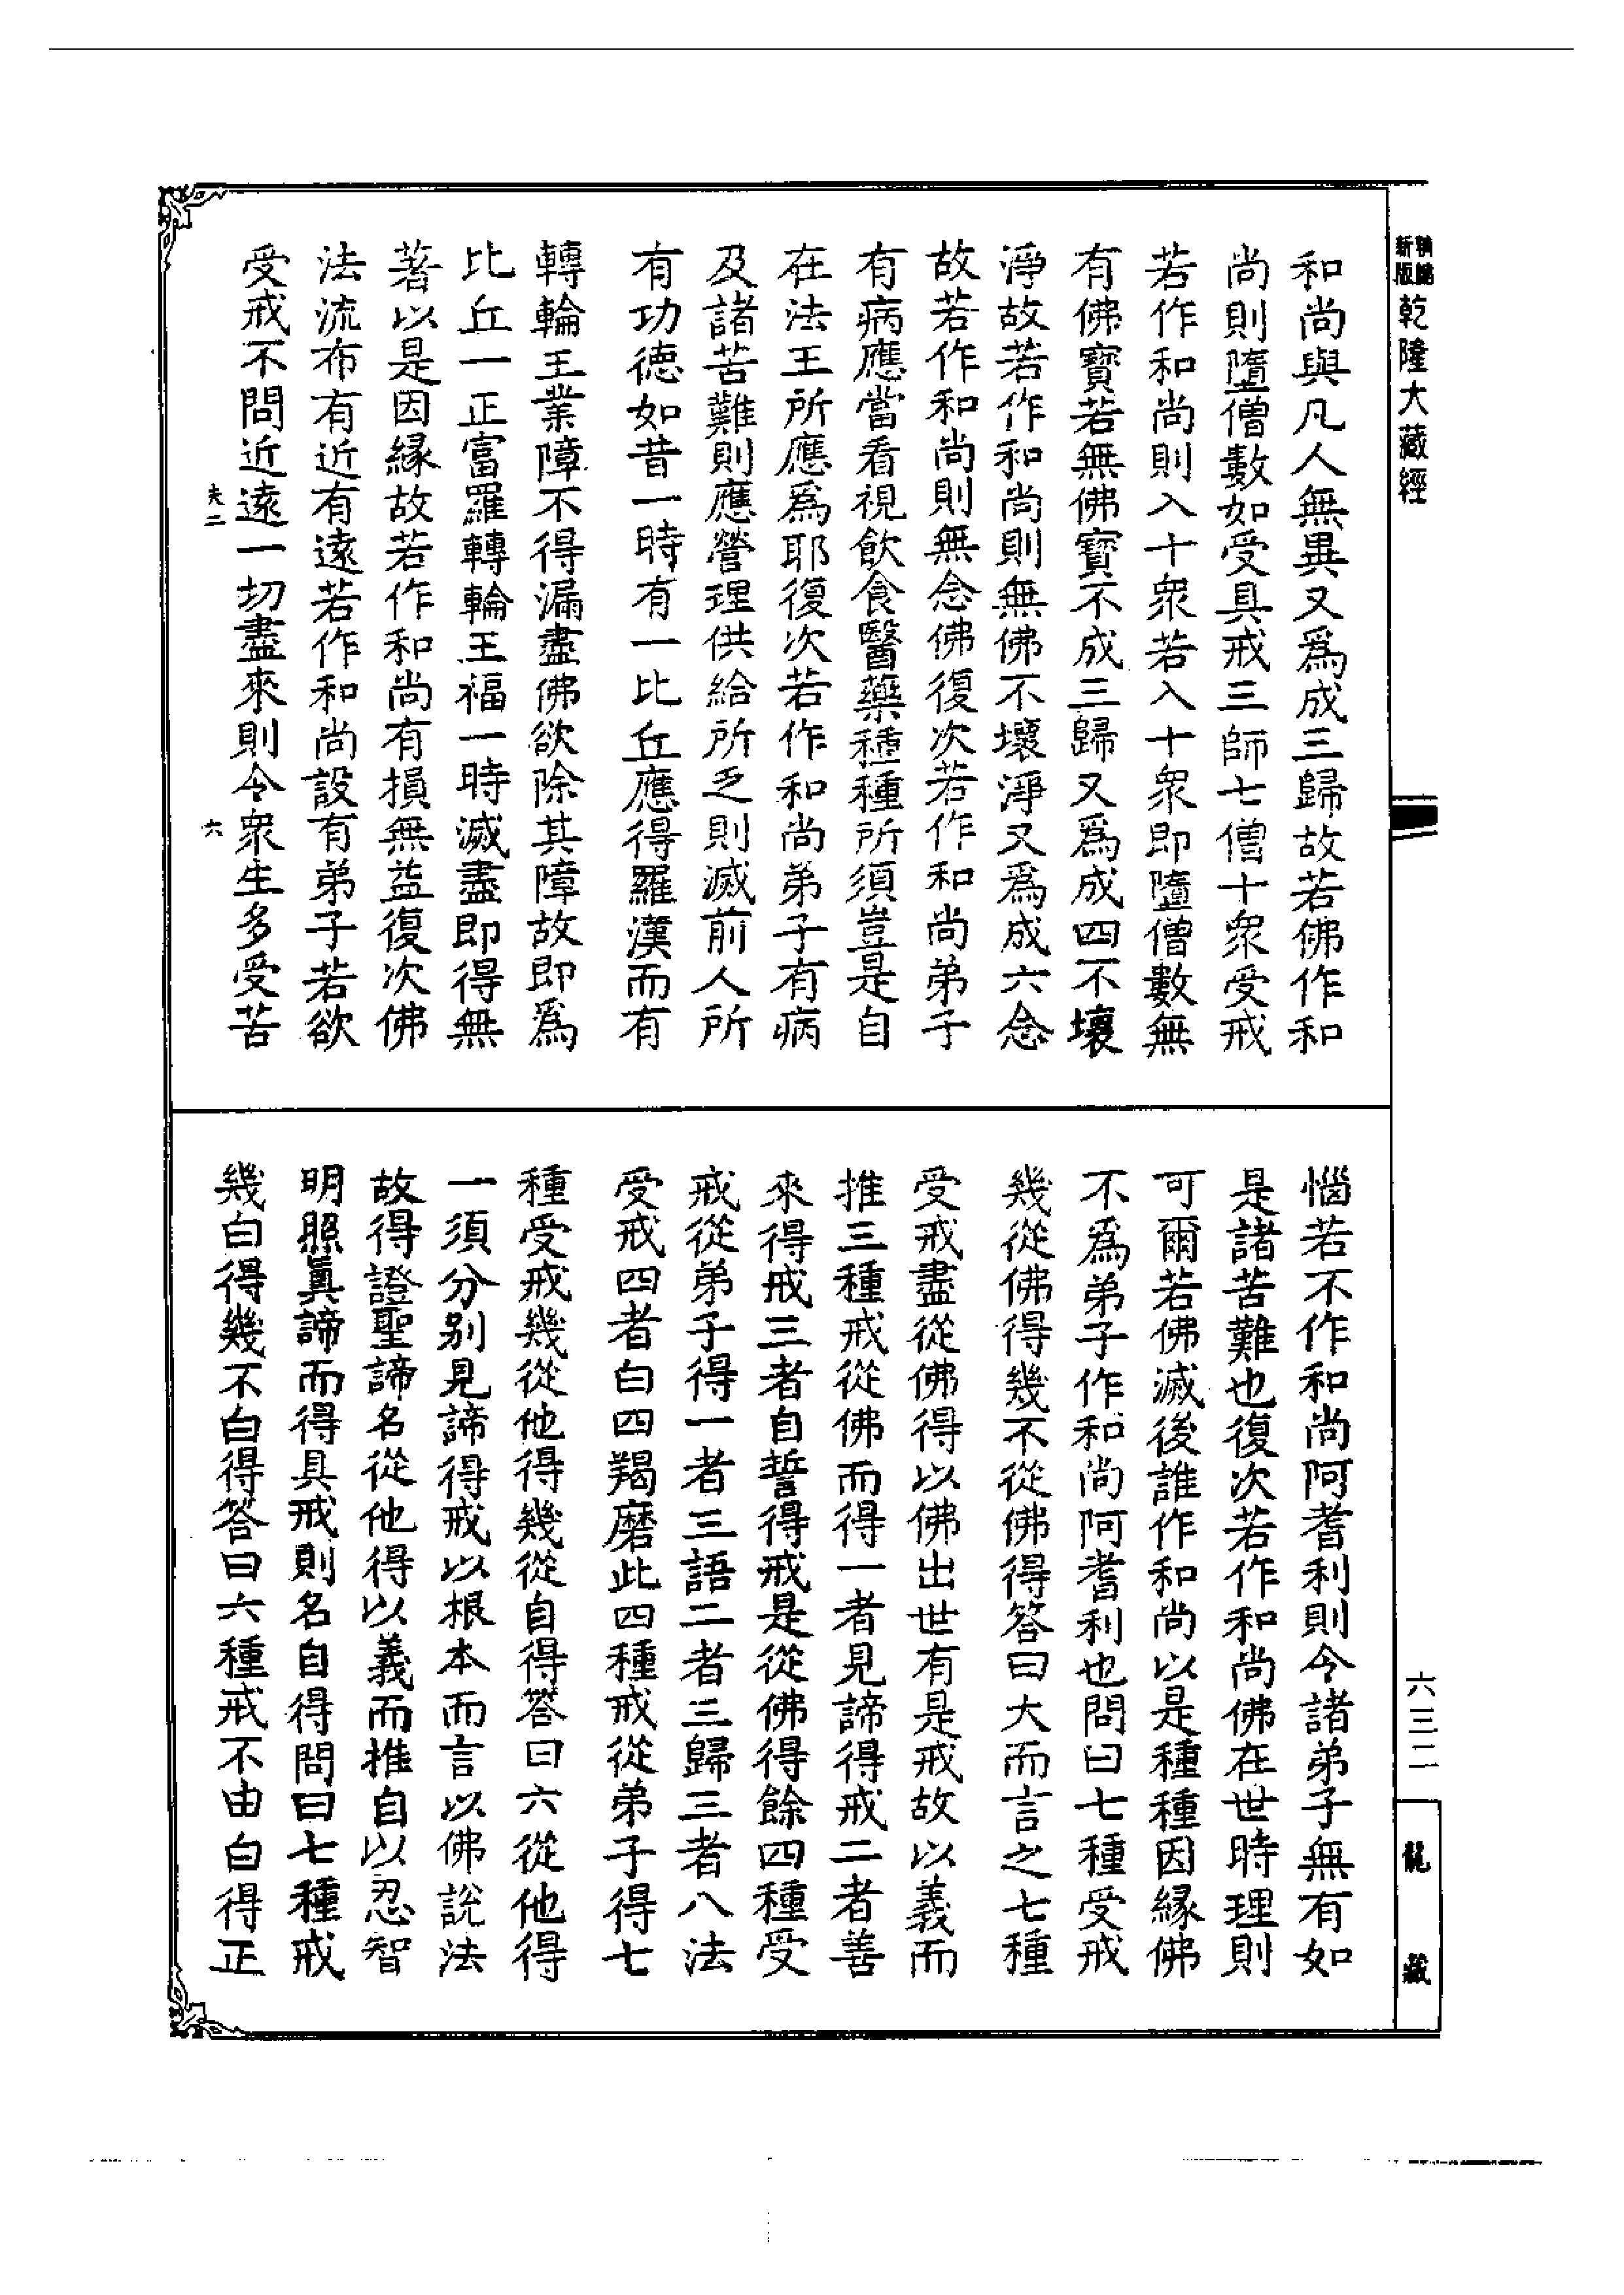 新版
乾隆大藏經
和尚與凡人無異又爲成三歸故若佛作和
尚則墮僧數如受具戒三師七僧十衆受戒
若作和尚則入十衆若入十衆即墮僧數無
有佛寶若無佛寶不成三歸又爲成四不壞
淨故若作和尚則無佛不壞淨又爲成六念
故若作和尚則無念佛復次若作和尚弟子
有病應當看視飲食醫藥種種所須豈是自
在法王所應爲耶復次若作和尚弟子有病
及諸苦難則應營理供給所乏則滅前人所
有功德如昔一時有一比丘應得羅漢而有
轉輪王業障不得漏盡佛欲除其障故即爲
比丘一正富羅轉輪王福一時滅盡即得無
著以是因緣故若作和尚有損無益復次佛
法流布有近有遠若作和尚設有弟子若欲
受戒不問近遠一切盡來則令衆生多受苦
夫二
六
惱若不作和尚阿耆利則令諸弟子無有如
是諸苦難也復次若作和尚佛在世時理則
可爾若佛滅後誰作和尚以是種種因緣佛
不爲弟子作和尚阿耆利也問曰七種受戒
幾從佛得幾不從佛得答曰大而言之七種
受戒盡從佛得以佛出世有是戒故以義而
推三種戒從佛而得一者見諦得戒二者善
來得戒三者自誓得戒是從佛得餘四種受
戒從弟子得一者三語二者三歸三者八法
受戒四者白四羯磨此四種戒從弟子得七
種受戒幾從他得幾從自得答曰六從他得
一須分別見諦得戒以根本而言以佛說法
故得證聖諦名從他得以義而推自以忍智
明照眞諦而得具戒則名自得問曰七種戒
幾白得幾不白得答曰六種戒不由白得正
六三二
龍藏